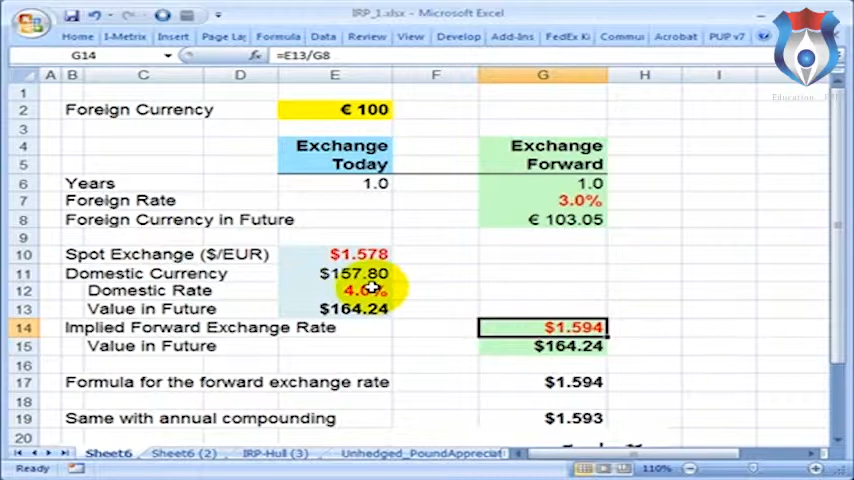 IRP_1.xlsx - Microsoft Excel
Home I-Metrix Insert Page Lay Formula Data Review View Develop Add-Ins FedEx Ki Commun Acrobat PUP v7
G14 fx =E13/G8
A B C D E F G H I
1
2 Foreign Currency € 100
3
4 Exchange Exchange
5 Today Forward
6 Years 1.0 1.0
7 Foreign Rate 3.0%
8 Foreign Currency in Future € 103.05
9
10 Spot Exchange ($/EUR) $1.578
11 Domestic Currency $157.80
12 Domestic Rate
13 Value in Future $164.24
14 Implied Forward Exchange Rate $1.594
15 Value in Future $164.24
16
17 Formula for the forward exchange rate $1.594
18
19 Same with annual compounding $1.593
20
Sheet6 Sheet6 (2) IRP-Hull (3) Unhedged_PoundAppreciat
Ready 110%